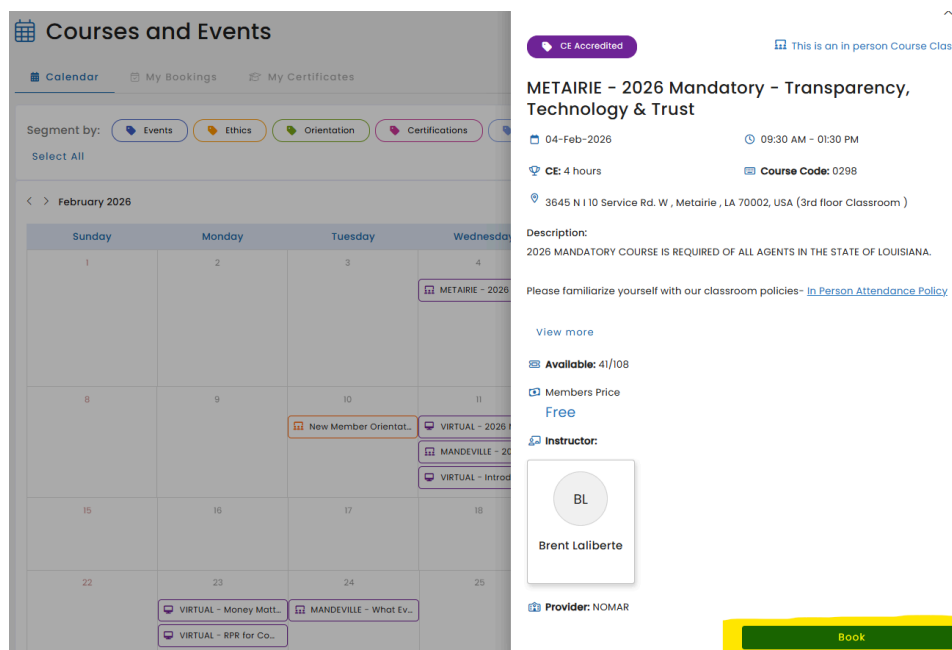 Courses and Events
Calendar My Bookings My Certificates
Segment by: Events Ethics Orientation Certifications
Select All
February 2026
Sunday Monday Tuesday Wednesday
1 2 3 4
METAIRIE - 2026
8 9 10 11
New Member Orientat... VIRTUAL - 2026
MANDEVILLE - 20
VIRTUAL - Introd
15 16 17 18
22 23 24 25
VIRTUAL - Money Matt... MANDEVILLE - What Ev...
VIRTUAL - RPR for Co...
CE Accredited This is an in person Course Clas
METAIRIE - 2026 Mandatory - Transparency,
Technology & Trust
04-Feb-2026 09:30 AM - 01:30 PM
CE: 4 hours Course Code: 0298
3645 N I 10 Service Rd. W , Metairie , LA 70002, USA (3rd floor Classroom )
Description:
2026 MANDATORY COURSE IS REQUIRED OF ALL AGENTS IN THE STATE OF LOUISIANA.
Please familiarize yourself with our classroom policies- In Person Attendance Policy
View more
Available: 41/108
Members Price
Free
Instructor:
BL
Brent Laliberte
Provider: NOMAR
Book